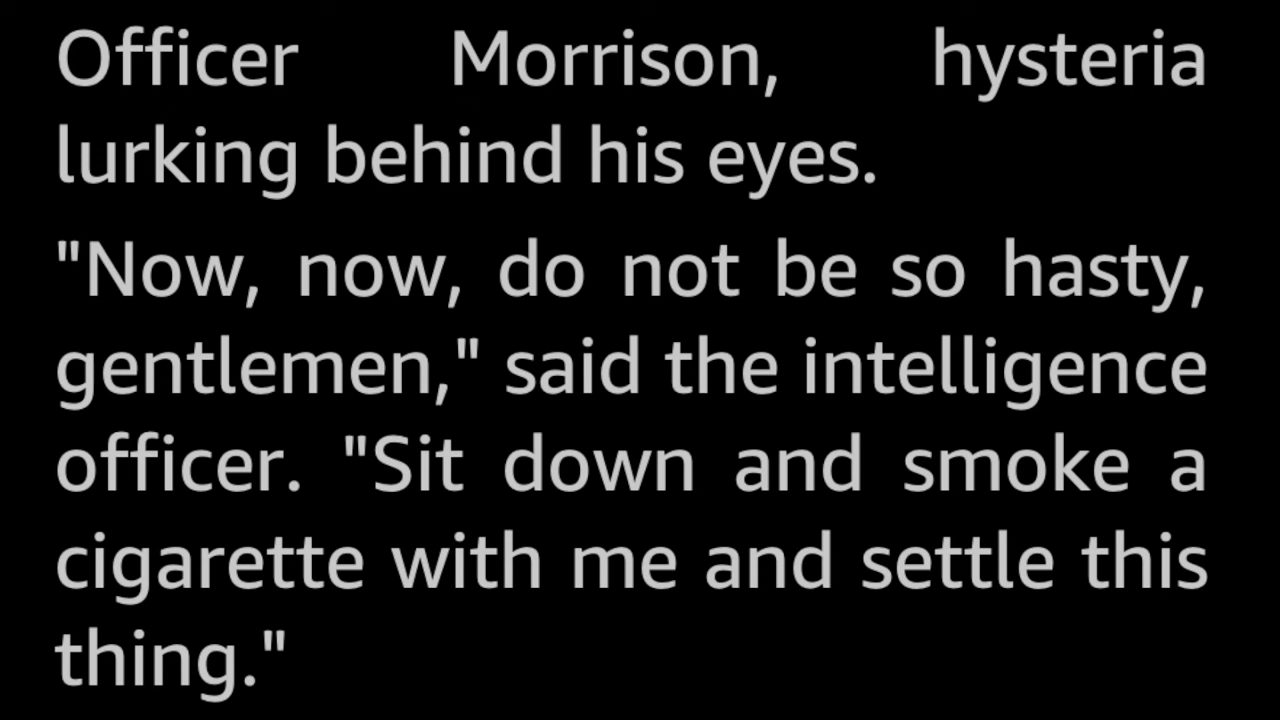 Officer Morrison, hysteria
lurking behind his eyes.
"Now, now, do not be so hasty,
gentlemen," said the intelligence
officer. "Sit down and smoke a
cigarette with me and settle this
thing."